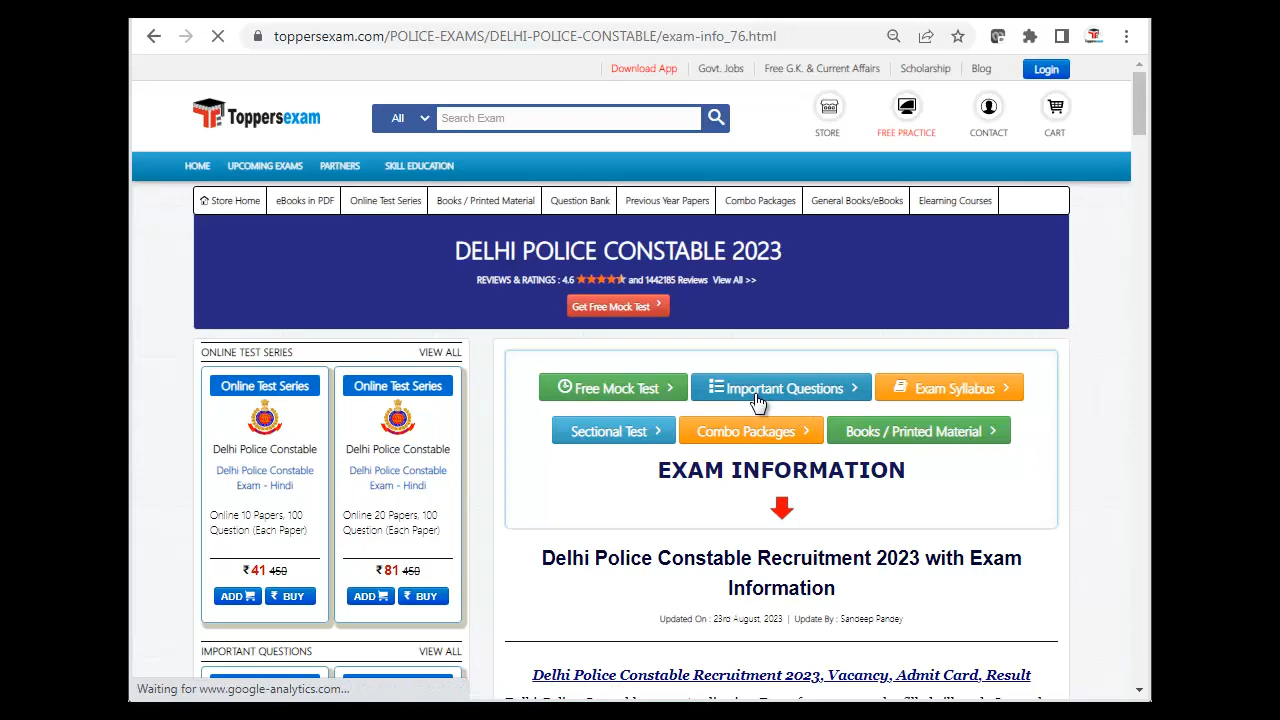 toppersexam.com/POLICE-EXAMS/DELHI-POLICE-CONSTABLE/exam-info_76.html
Download App Govt. Jobs Free G.K. & Current Affairs Scholarship Blog Login
Toppersexam All Search Exam
STORE FREE PRACTICE CONTACT CART
HOME UPCOMING EXAMS PARTNERS SKILL EDUCATION
Store Home eBooks in PDF Online Test Series Books / Printed Material Question Bank Previous Year Papers Combo Packages General Books/eBooks Elearning Courses
DELHI POLICE CONSTABLE 2023
REVIEWS & RATINGS : 4.6 and 1442185 Reviews View All >>
Get Free Mock Test
ONLINE TEST SERIES VIEW ALL
Online Test Series
Delhi Police Constable
Delhi Police Constable
Exam - Hindi
Online 10 Papers, 100
Question (Each Paper)
₹ 41 450
ADD ₹ BUY
Online Test Series
Delhi Police Constable
Delhi Police Constable
Exam - Hindi
Online 20 Papers, 100
Question (Each Paper)
₹ 81 450
ADD ₹ BUY
IMPORTANT QUESTIONS VIEW ALL
Free Mock Test Important Questions Exam Syllabus
Sectional Test Combo Packages Books / Printed Material
EXAM INFORMATION
Delhi Police Constable Recruitment 2023 with Exam
Information
Updated On : 23rd August, 2023 | Update By : Sandeep Pandey
Delhi Police Constable Recruitment 2023, Vacancy, Admit Card, Result
Waiting for www.google-analytics.com...